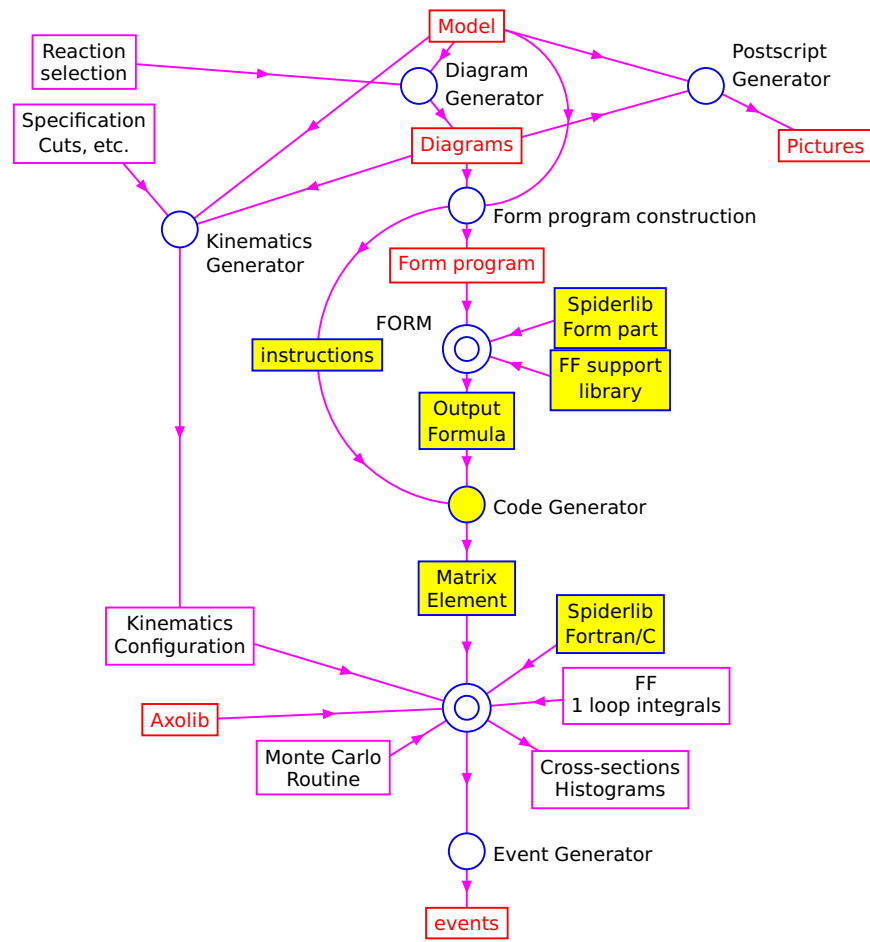 Model
Reaction
selection
Diagram
Generator
Postscript
Generator
Specification
Cuts, etc.
Diagrams
Pictures
Form program construction
Kinematics
Generator
Form program
FORM
Spiderlib
Form part
instructions
FF support
library
Output
Formula
Code Generator
Matrix
Element
Spiderlib
Fortran/C
Kinematics
Configuration
FF
1 loop integrals
Axolib
Monte Carlo
Routine
Cross-sections
Histograms
Event Generator
events